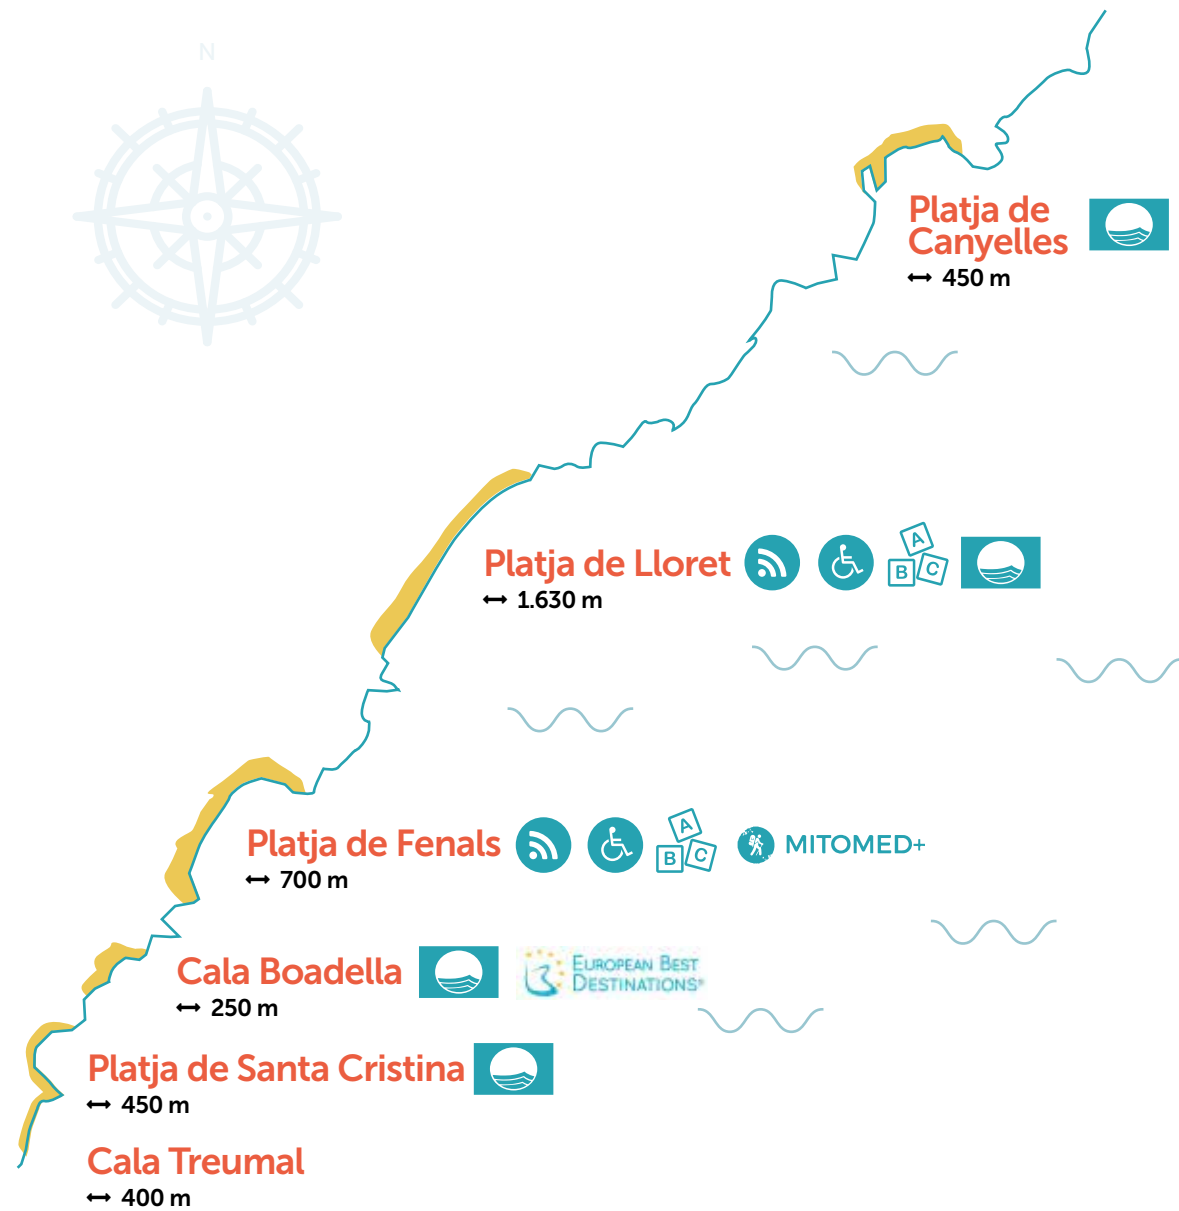 N
Platja de
Canyelles
450 m
Platja de Lloret
A
B C
1.630 m
Platja de Fenals
A
B C
MITOMED+
700 m
Cala Boadella
EUROPEAN BEST
DESTINATIONS®
250 m
Platja de Santa Cristina
450 m
Cala Treumal
400 m